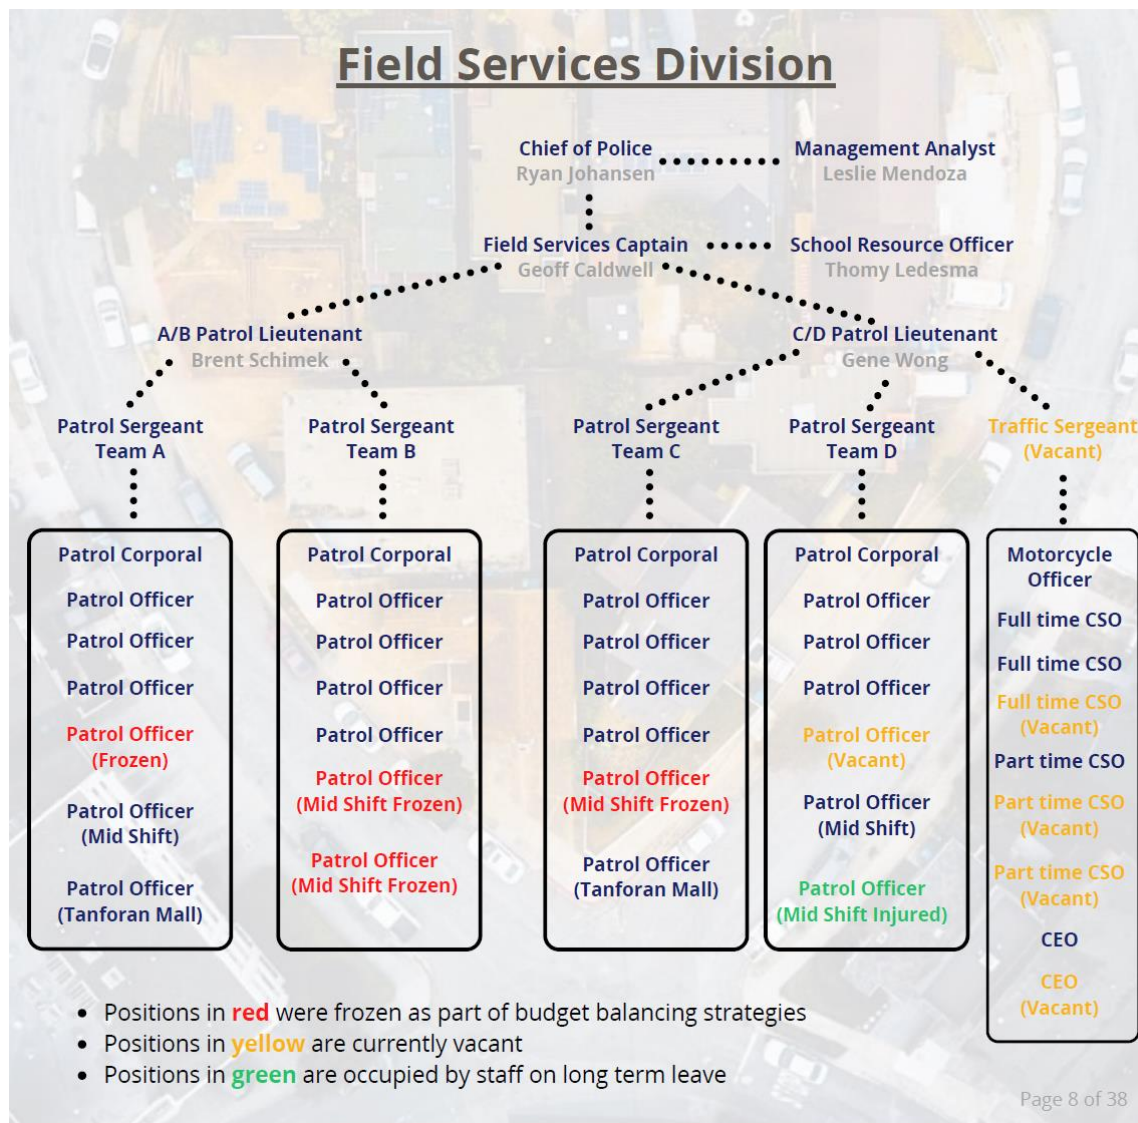 Field Services Division
Chief of Police
Ryan Johansen
Management Analyst
Leslie Mendoza
Field Services Captain
Geoff Caldwell
School Resource Officer
Thomy Ledesma
A/B Patrol Lieutenant
Brent Schimek
C/D Patrol Lieutenant
Gene Wong
Patrol Sergeant
Team A
Patrol Sergeant
Team B
Patrol Sergeant
Team C
Patrol Sergeant
Team D
Traffic Sergeant
(Vacant)
Patrol Corporal
Patrol Officer
Patrol Officer
Patrol Officer
Patrol Officer
(Frozen)
Patrol Officer
(Mid Shift)
Patrol Officer
(Tanforan Mall)
Patrol Corporal
Patrol Officer
Patrol Officer
Patrol Officer
Patrol Officer
Patrol Officer
(Mid Shift Frozen)
Patrol Officer
(Mid Shift Frozen)
Patrol Corporal
Patrol Officer
Patrol Officer
Patrol Officer
Patrol Officer
Patrol Officer
(Mid Shift Frozen)
Patrol Officer
(Tanforan Mall)
Patrol Corporal
Patrol Officer
Patrol Officer
Patrol Officer
Patrol Officer
(Vacant)
Patrol Officer
(Mid Shift)
Patrol Officer
(Mid Shift Injured)
Motorcycle
Officer
Full time CSO
Full time CSO
Full time CSO
(Vacant)
Part time CSO
Part time CSO
(Vacant)
Part time CSO
(Vacant)
CEO
CEO
(Vacant)
• Positions in red were frozen as part of budget balancing strategies
• Positions in yellow are currently vacant
• Positions in green are occupied by staff on long term leave
Page 8 of 38